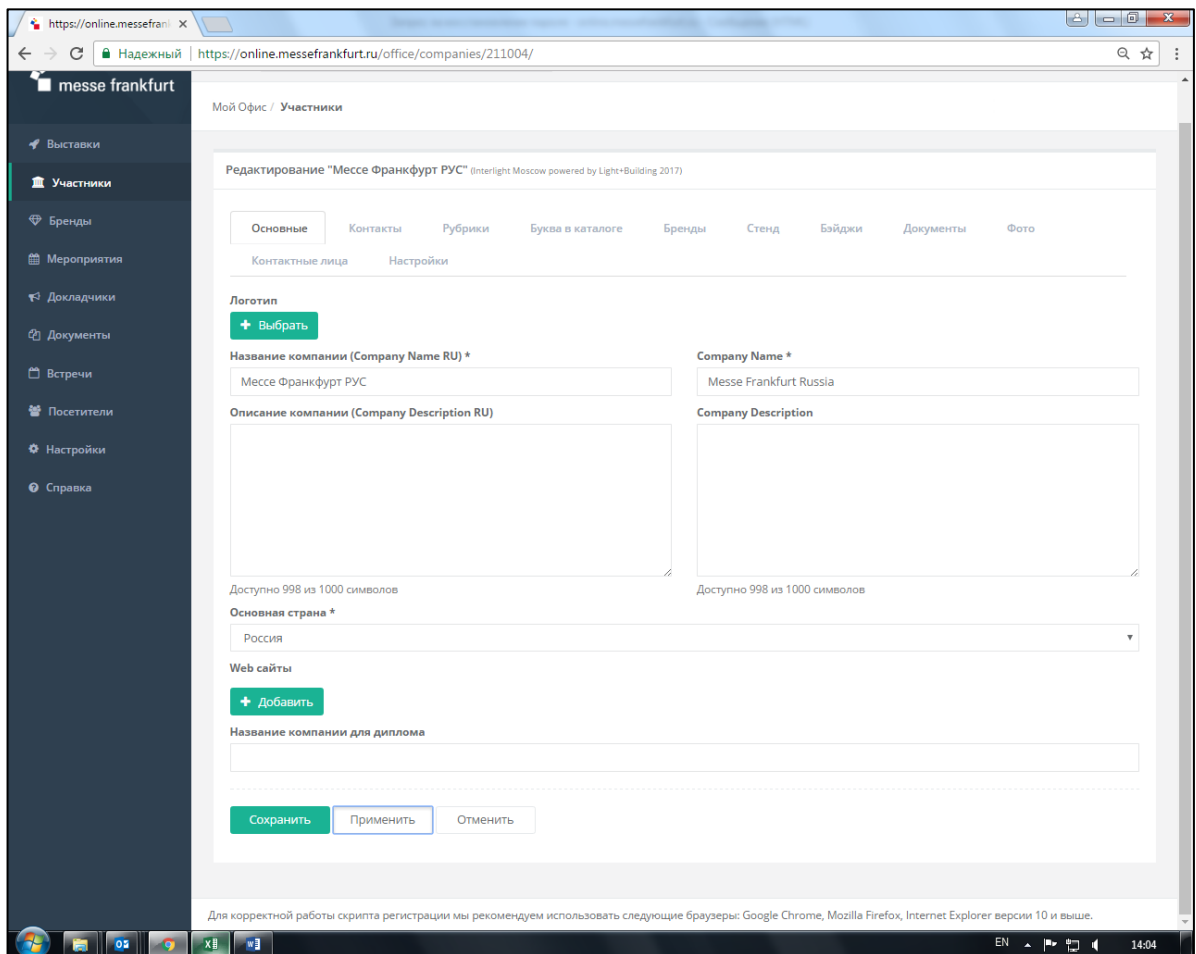 https://online.messefran
Надежный https://online.messefrankfurt.ru/office/companies/211004/
messe frankfurt
Мой Офис / Участники
Выставки
Участники
Бренды
Мероприятия
Докладчики
Документы
Встречи
Посетители
Настройки
Справка
Редактирование "Мессе Франкфурт РУС" (Interlight Moscow powered by Light+Building 2017)
Основные Контакты Рубрики Буква в каталоге Бренды Стенд Бэйджи Документы Фото
Контактные лица Настройки
Логотип
+ Выбрать
Название компании (Company Name RU) * Company Name *
Мессе Франкфурт РУС Messe Frankfurt Russia
Описание компании (Company Description RU) Company Description
Доступно 998 из 1000 символов Доступно 998 из 1000 символов
Основная страна *
Россия
Web сайты
+ Добавить
Название компании для диплома
Сохранить Применить Отменить
Для корректной работы скрипта регистрации мы рекомендуем использовать следующие браузеры: Google Chrome, Mozilla Firefox, Internet Explorer версии 10 и выше.
EN 14:04